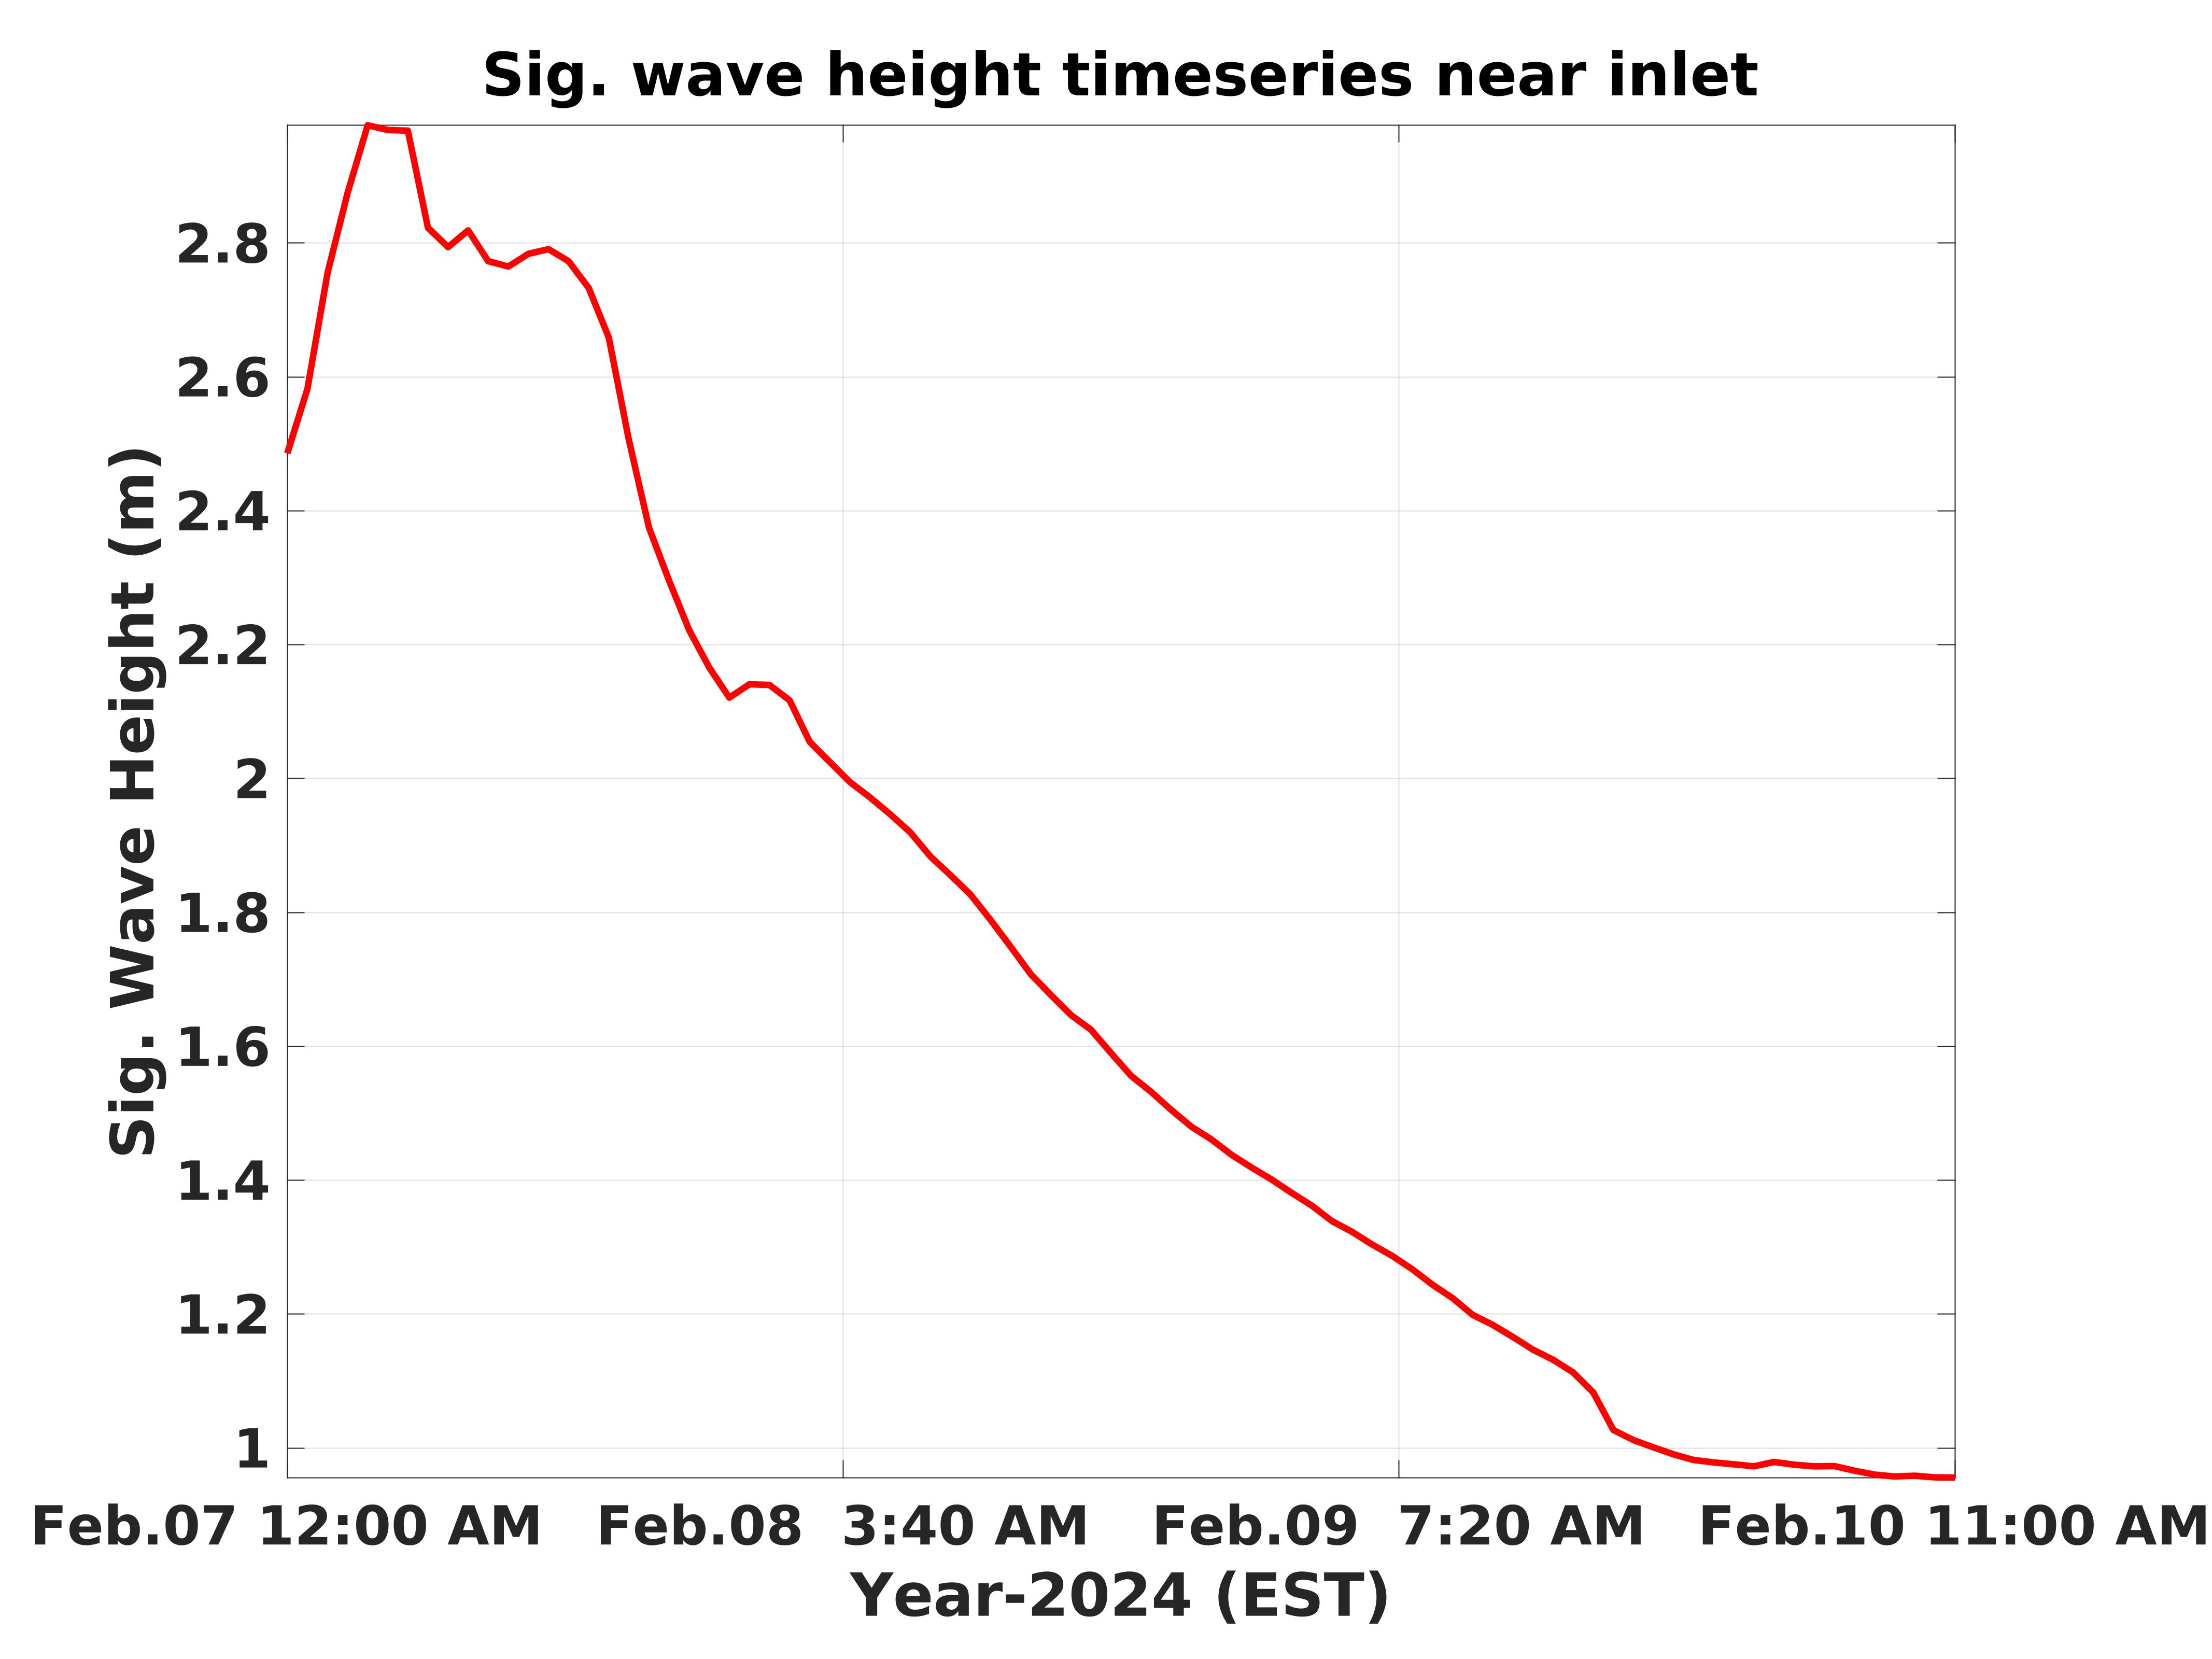 Sig. wave height timeseries near inlet
Sig. Wave Height (m)
2.8
2.6
2.4
2.2
2
1.8
1.6
1.4
1.2
1
Feb.07 12:00 AM Feb.08 3:40 AM Feb.09 7:20 AM Feb.10 11:00 AM
Year-2024 (EST)